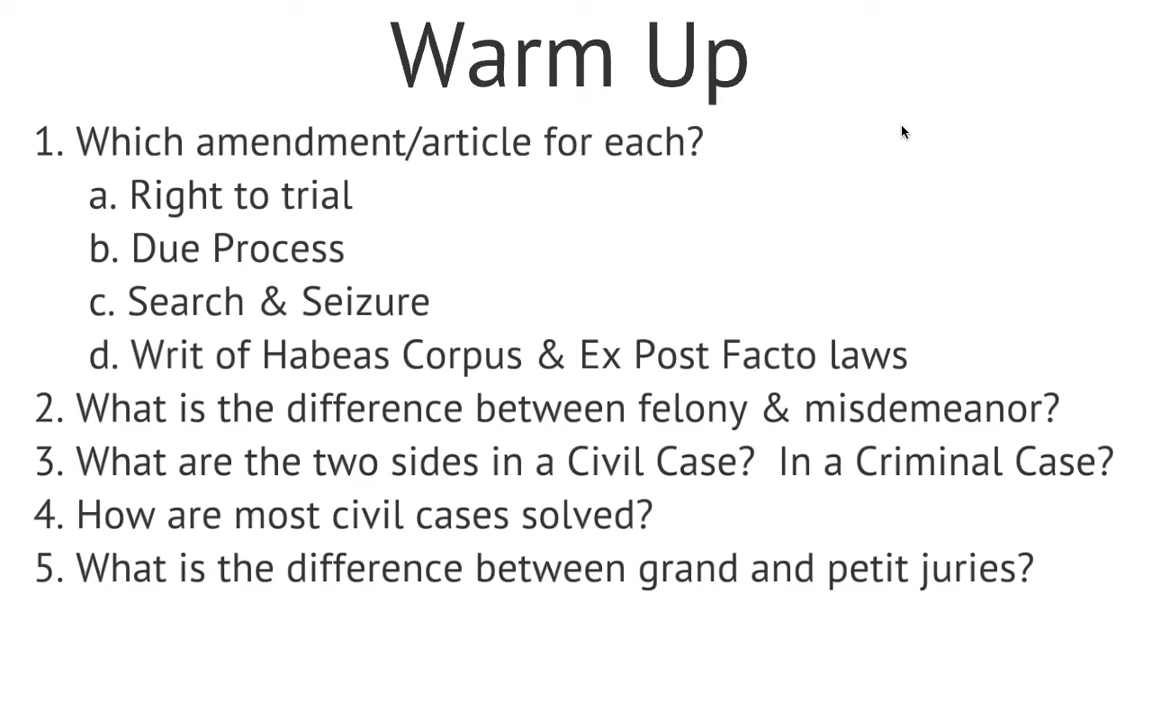 Warm Up
1. Which amendment/article for each?
a. Right to trial
b. Due Process
c. Search & Seizure
d. Writ of Habeas Corpus & Ex Post Facto laws
2. What is the difference between felony & misdemeanor?
3. What are the two sides in a Civil Case?  In a Criminal Case?
4. How are most civil cases solved?
5. What is the difference between grand and petit juries?